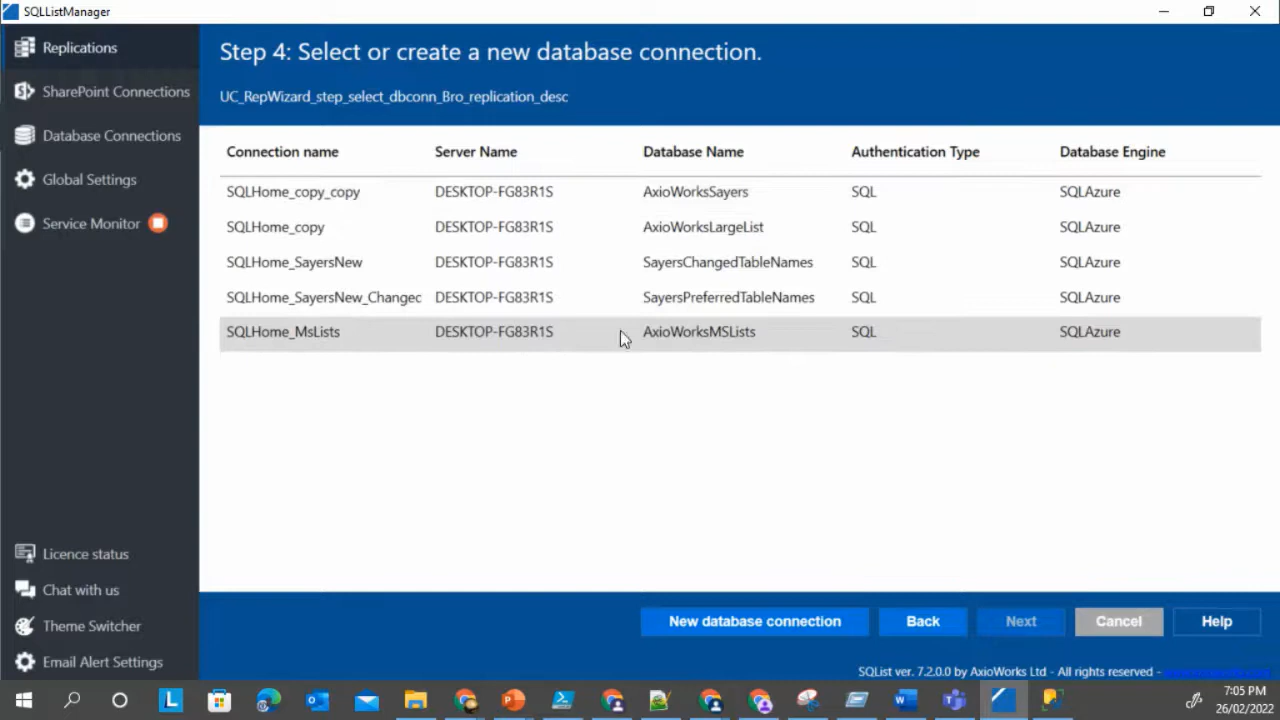 SQLListManager
Replications
SharePoint Connections
Database Connections
Global Settings
Service Monitor
Licence status
Chat with us
Theme Switcher
Email Alert Settings
Step 4: Select or create a new database connection.
UC_RepWizard_step_select_dbconn_Bro_replication_desc
Connection name Server Name Database Name Authentication Type Database Engine
SQLHome_copy_copy DESKTOP-FG83R1S AxioWorksSayers SQL SQLAzure
SQLHome_copy DESKTOP-FG83R1S AxioWorksLargeList SQL SQLAzure
SQLHome_SayersNew DESKTOP-FG83R1S SayersChangedTableNames SQL SQLAzure
SQLHome_SayersNew_Changec DESKTOP-FG83R1S SayersPreferredTableNames SQL SQLAzure
SQLHome_MsLists DESKTOP-FG83R1S AxioWorksMSLists SQL SQLAzure
New database connection Back Next Cancel Help
SQList ver. 7.2.0.0 by AxioWorks Ltd - All rights reserved -
7:05 PM
26/02/2022